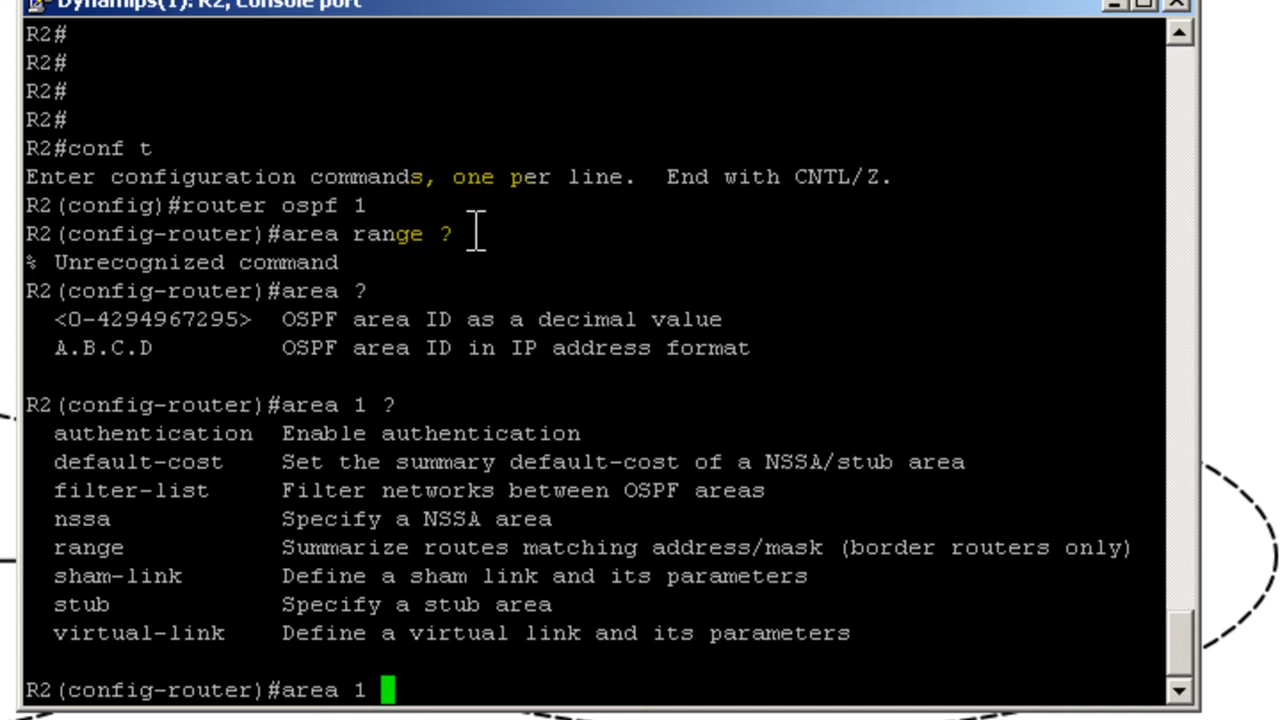 Dynamips(1): R2, Console port
R2#
R2#
R2#
R2#
R2#conf t
Enter configuration commands, one per line.  End with CNTL/Z.
R2(config)#router ospf 1
R2(config-router)#area range ?
% Unrecognized command
R2(config-router)#area ?
  <0-4294967295>  OSPF area ID as a decimal value
  A.B.C.D         OSPF area ID in IP address format
R2(config-router)#area 1 ?
  authentication  Enable authentication
  default-cost    Set the summary default-cost of a NSSA/stub area
  filter-list     Filter networks between OSPF areas
  nssa            Specify a NSSA area
  range           Summarize routes matching address/mask (border routers only)
  sham-link       Define a sham link and its parameters
  stub            Specify a stub area
  virtual-link    Define a virtual link and its parameters
R2(config-router)#area 1